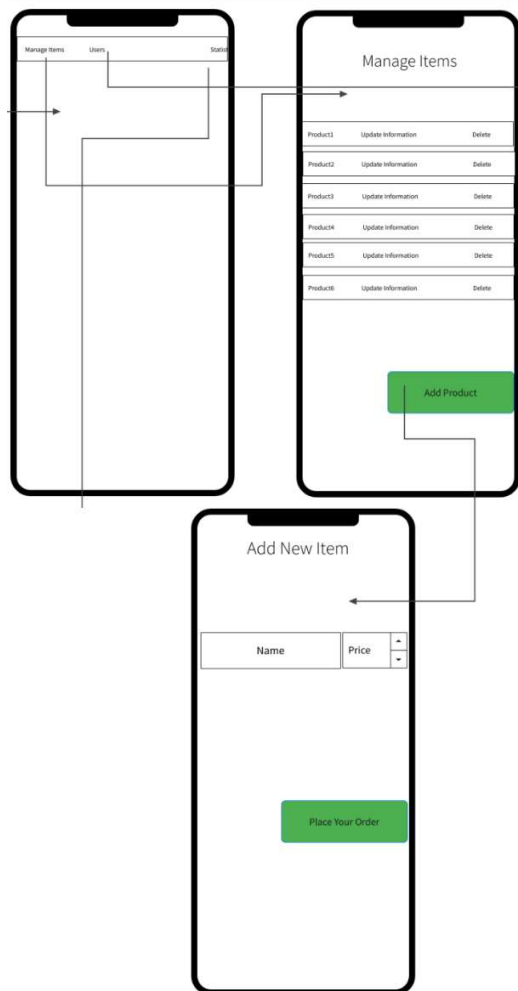 Manage Items Users Statist
Manage Items
Product1 Update Information Delete
Product2 Update Information Delete
Product3 Update Information Delete
Product4 Update Information Delete
Product5 Update Information Delete
Product6 Update Information Delete
Add Product
Add New Item
Name Price
Place Your Order